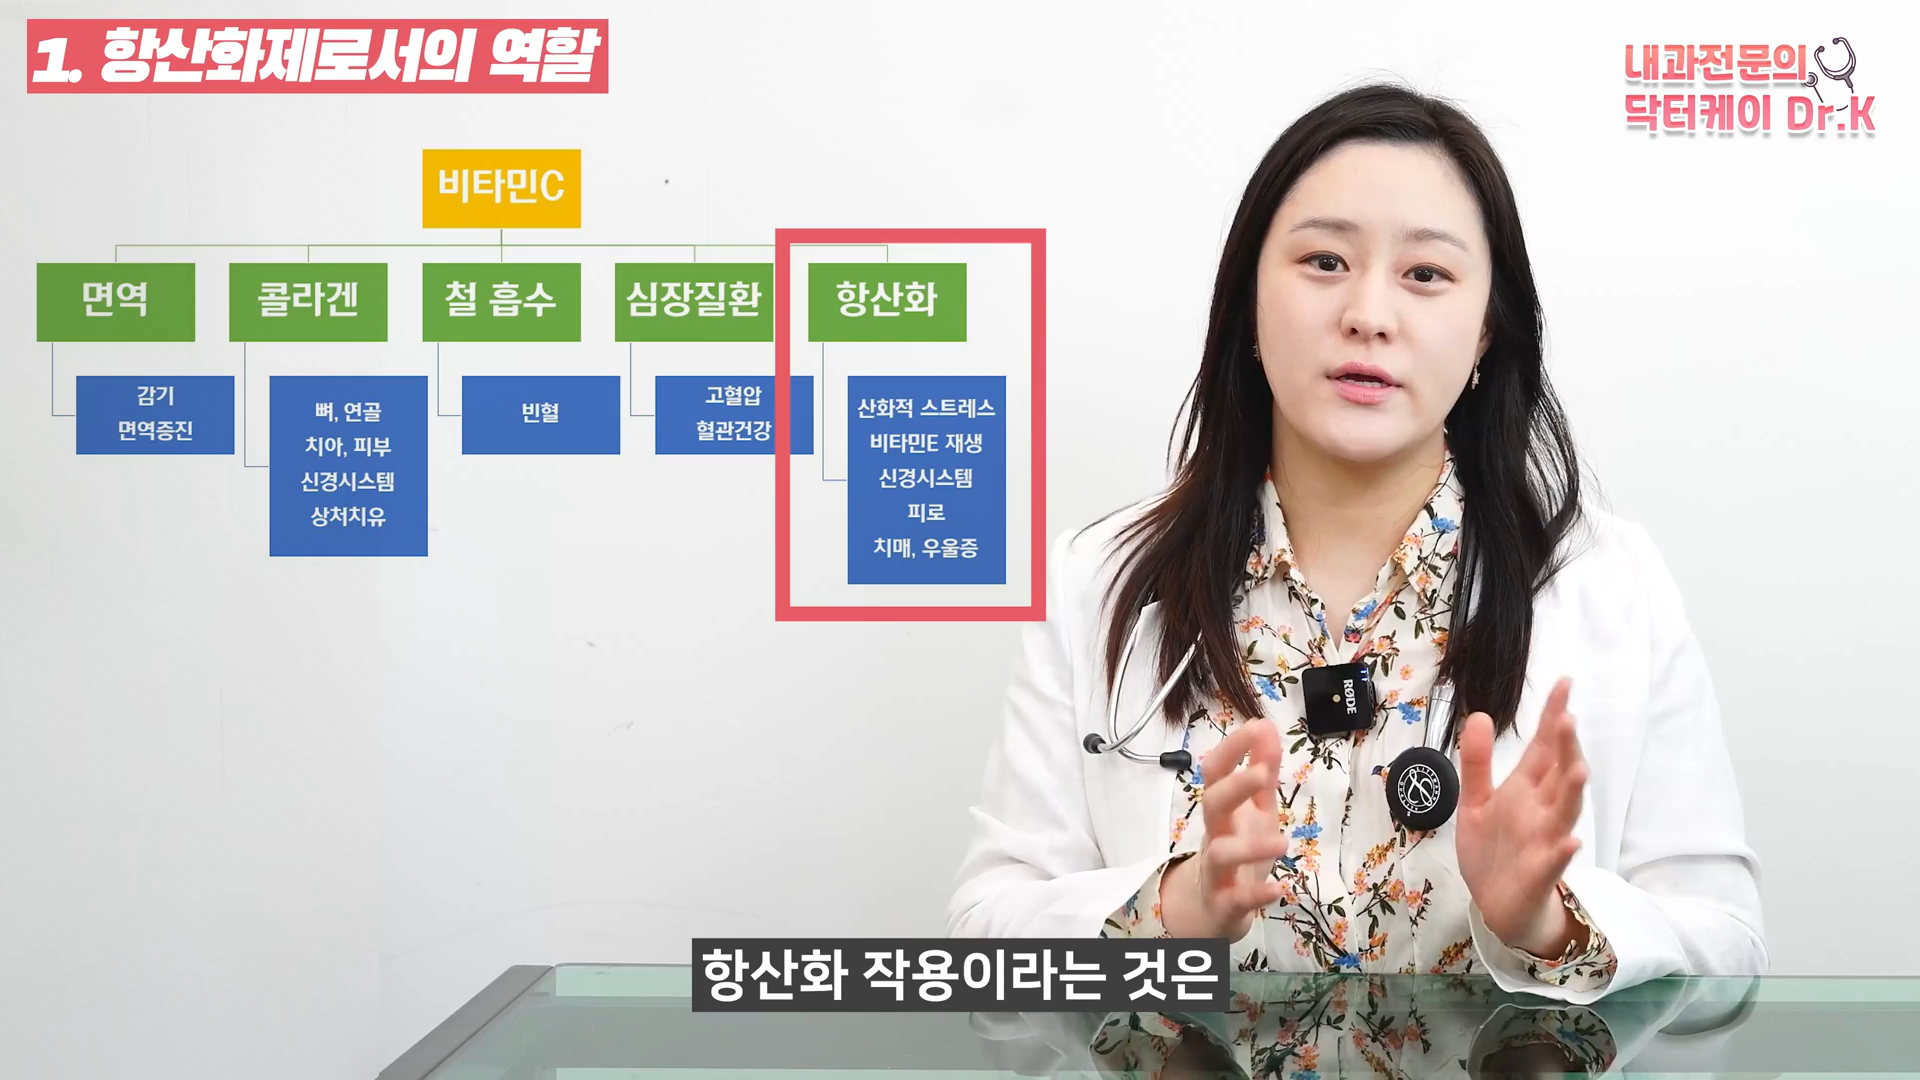 1. 항산화제로서의 역할
내과전문의
닥터케이 Dr.K
비타민C
면역
콜라겐
철 흡수
심장질환
항산화
감기
면역증진
뼈, 연골
치아, 피부
신경시스템
상처치유
빈혈
고혈압
혈관건강
산화적 스트레스
비타민E 재생
신경시스템
피로
치매, 우울증
RØDE
항산화 작용이라는 것은